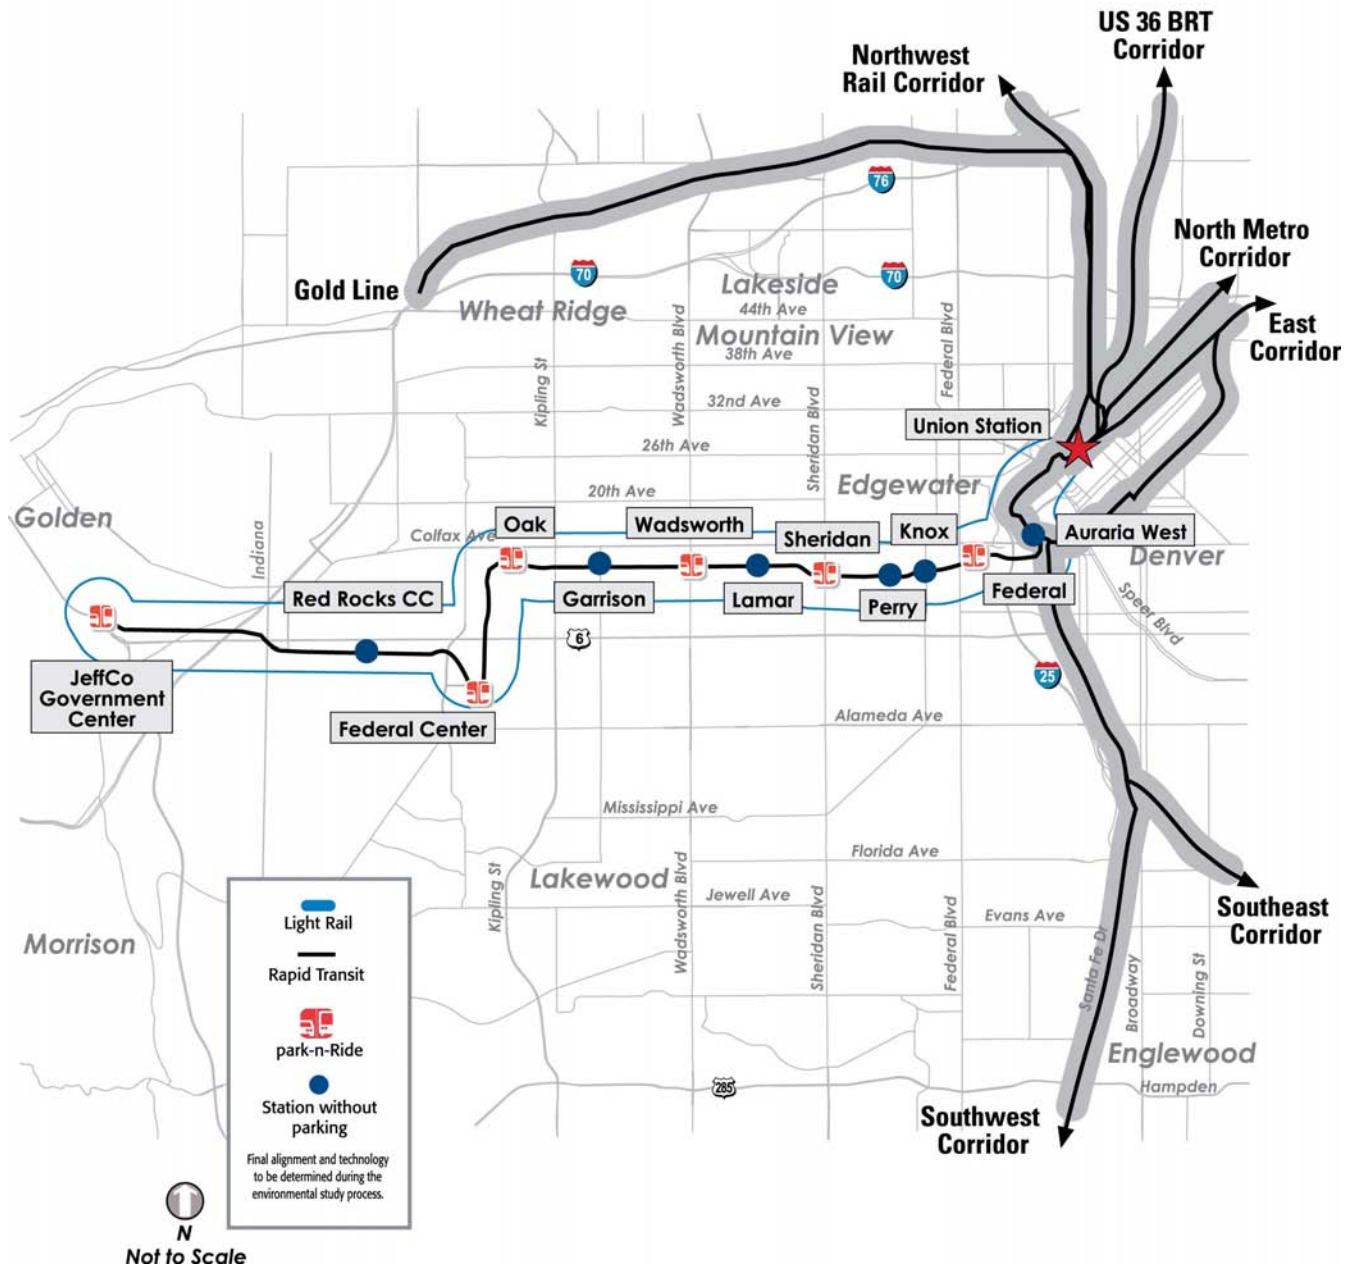 US 36 BRT
Corridor
Northwest
Rail Corridor
76
North Metro
Corridor
70
70
Gold Line
Lakeside
44th Ave
Wheat Ridge
East
Corridor
Mountain View
38th Ave
Kipling St
Wadsworth Blvd
Federal Blvd
32nd Ave
Sheridan Blvd
Union Station
26th Ave
Edgewater
20th Ave
Golden
Indiana
Colfax Ave
Oak
Wadsworth
Sheridan
Knox
Auraria West
Denver
Red Rocks CC
Garrison
Lamar
Perry
Federal
Speer Blvd
6
25
JeffCo
Government
Center
Federal Center
Alameda Ave
Mississippi Ave
Florida Ave
Lakewood
Kipling St
Wadsworth Blvd
Jewell Ave
Sheridan Blvd
Federal Blvd
Evans Ave
Southeast
Corridor
Morrison
Santa Fe Dr
Broadway
Downing St
Englewood
Hampden
285
Southwest
Corridor
Light Rail
Rapid Transit
park-n-Ride
Station without
parking
Final alignment and technology
to be determined during the
environmental study process.
N
Not to Scale